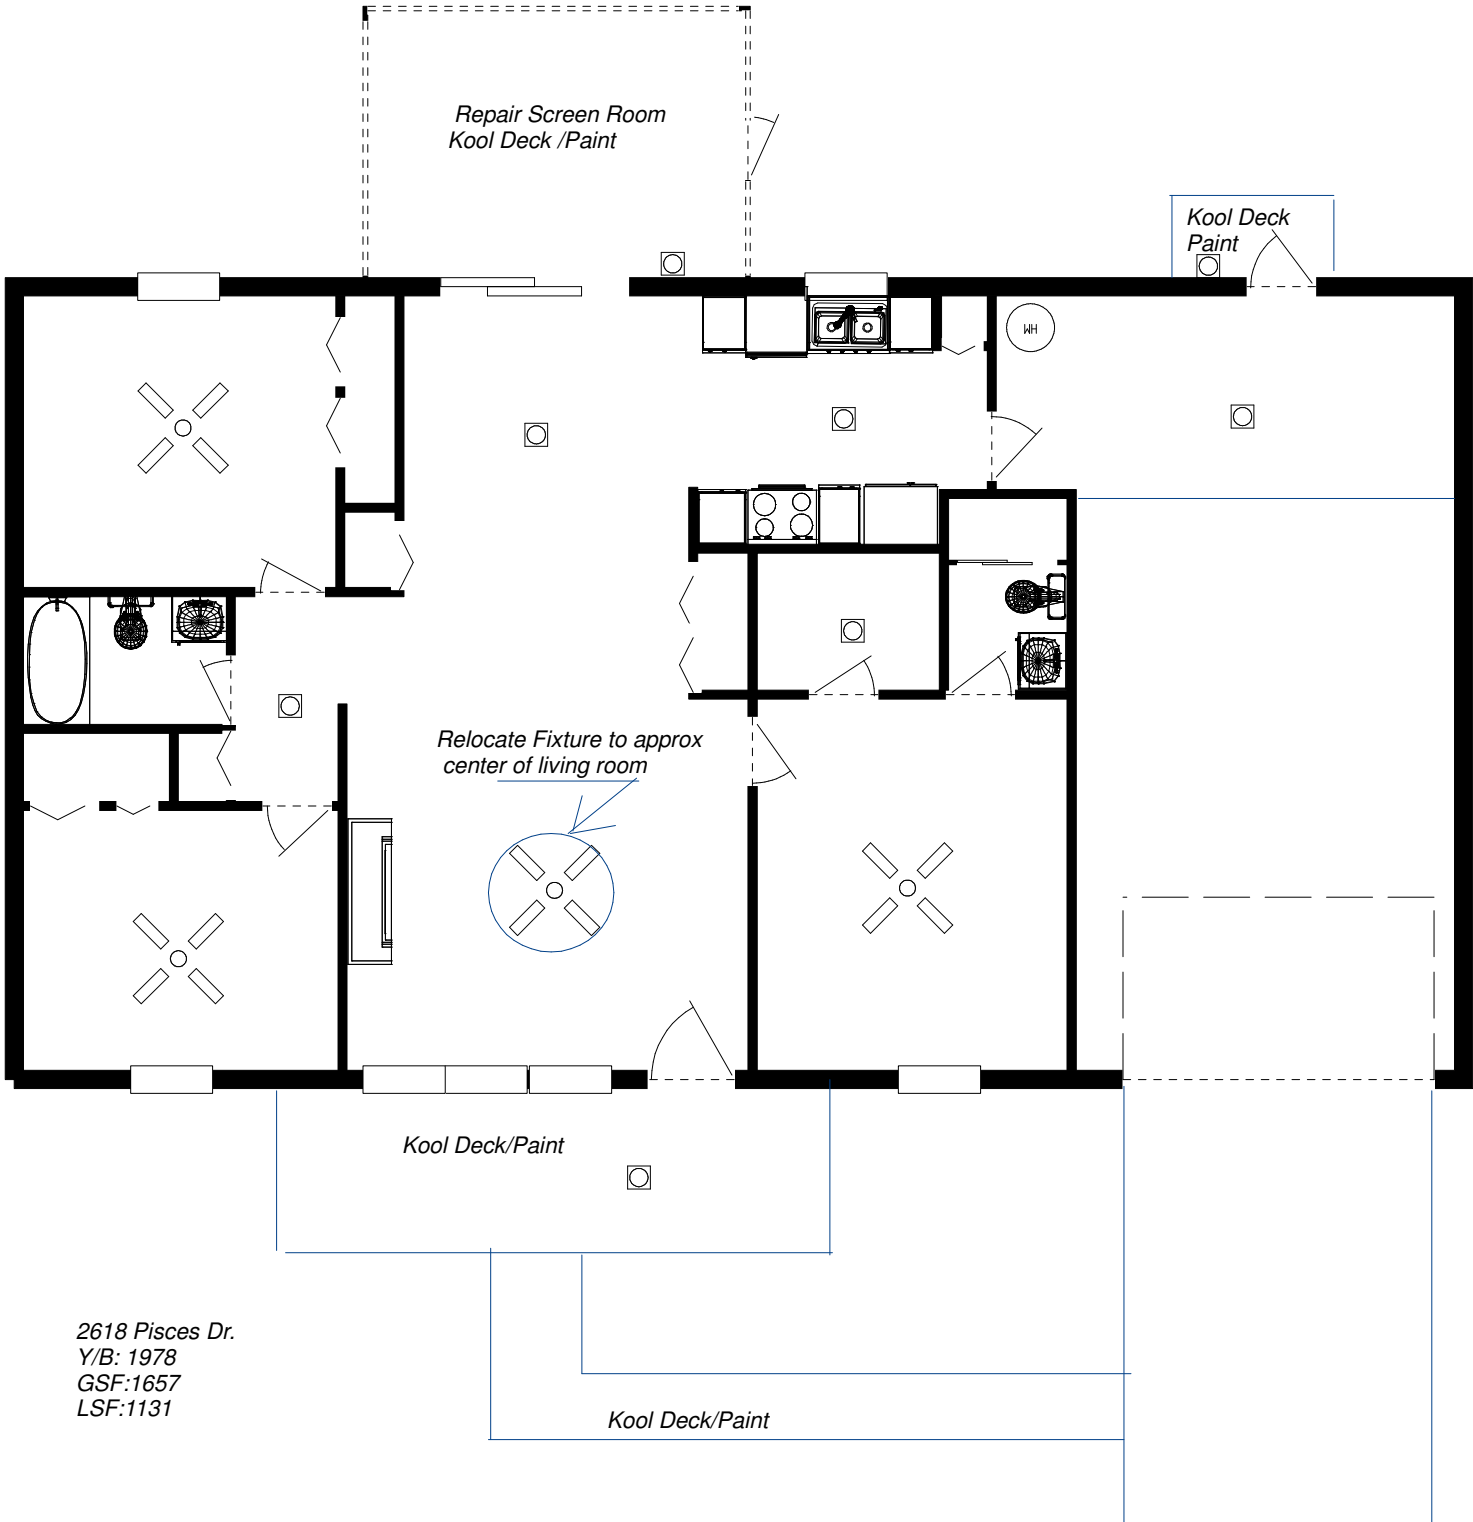 Repair Screen Room
Kool Deck /Paint
Kool Deck
Paint
WH
Relocate Fixture to approx
center of living room
Kool Deck/Paint
2618 Pisces Dr.
Y/B: 1978
GSF:1657
LSF:1131
Kool Deck/Paint